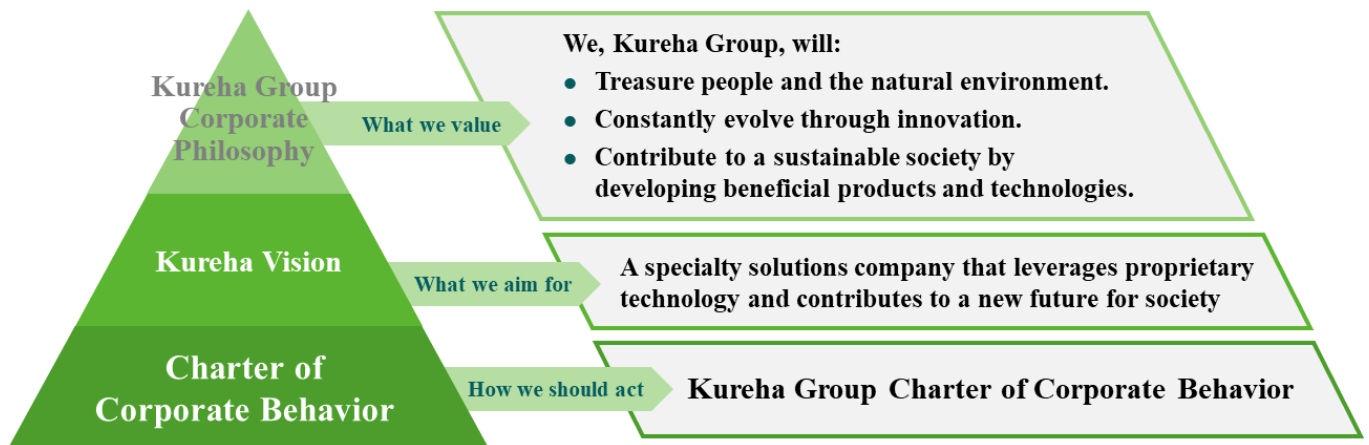 Kureha Group
Corporate
Philosophy
What we value
We, Kureha Group, will:
● Treasure people and the natural environment.
● Constantly evolve through innovation.
● Contribute to a sustainable society by
developing beneficial products and technologies.
Kureha Vision
What we aim for
A specialty solutions company that leverages proprietary
technology and contributes to a new future for society
Charter of
Corporate Behavior
How we should act
Kureha Group Charter of Corporate Behavior